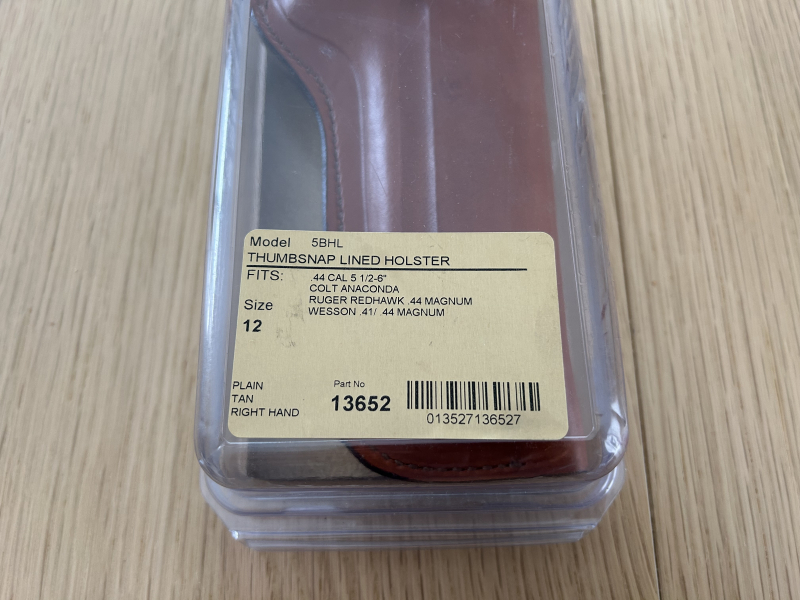 Model 5BHL
THUMBSNAP LINED HOLSTER
FITS: .44 CAL 5 1/2-6"
COLT ANACONDA
RUGER REDHAWK .44 MAGNUM
WESSON .41/ .44 MAGNUM
Size
12
PLAIN
TAN
RIGHT HAND
Part No
13652
013527136527